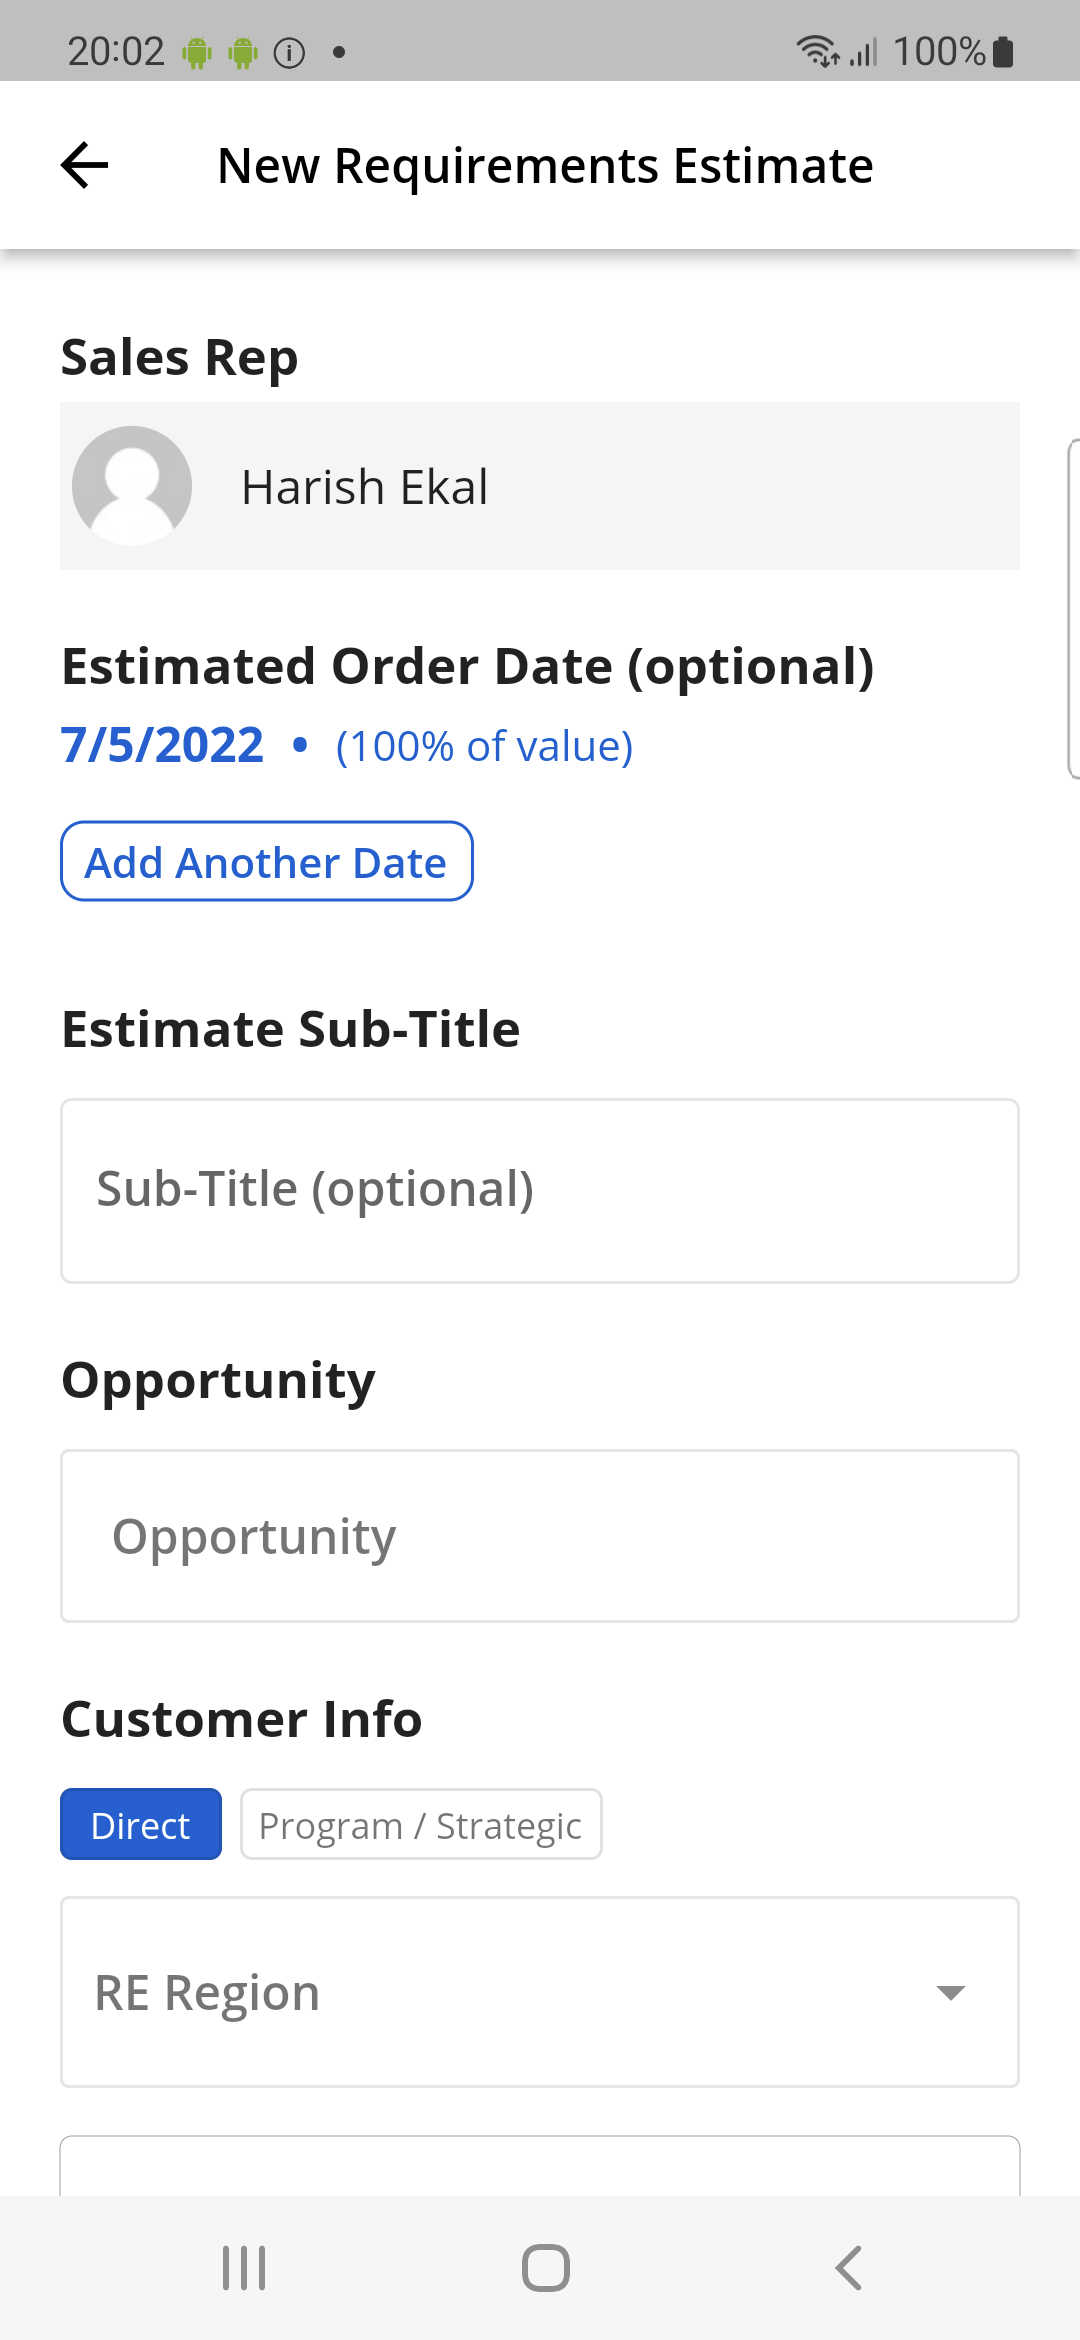 20:02 100%
New Requirements Estimate
Sales Rep
Harish Ekal
Estimated Order Date (optional)
7/5/2022 • (100% of value)
Add Another Date
Estimate Sub-Title
Sub-Title (optional)
Opportunity
Opportunity
Customer Info
Direct Program / Strategic
RE Region